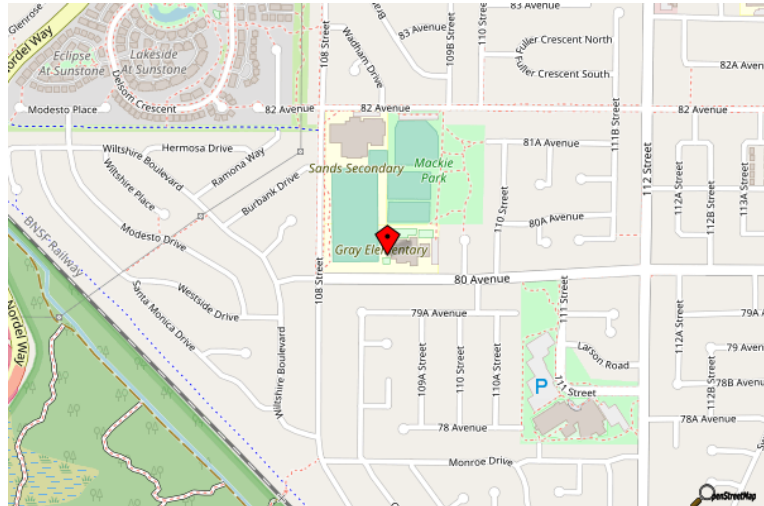 Glenrose
Nordel Way
Eclipse
At Sunstone
Lakeside
At Sunstone
Delsom Crescent
Modesto Place
82 Avenue
108 Street
Wadham Drive
83 Avenue
109B Street
110 Street
83 Avenue
Fuller Crescent North
Fuller Crescent South
111B Street
112 Street
82A Avenue
82 Avenue
82 Avenue
Hermosa Drive
Wiltshire Boulevard
Ramona Way
Wiltshire Place
Burbank Drive
Sands Secondary
Mackie
Park
81A Avenue
110 Street
80A Avenue
112A Street
112B Street
113A Street
BNSF Railway
Modesto Drive
Gray Elementary
80 Avenue
Westside Drive
Santa Monica Drive
108 Street
Nordel Way
Wiltshire Boulevard
79A Avenue
109A Street
110 Street
110A Street
111 Street
Larson Road
111 Street
P
112A Street
79A
79 Avenue
78B Avenue
112B Street
78A Avenue
78 Avenue
Monroe Drive
OpenStreetMap